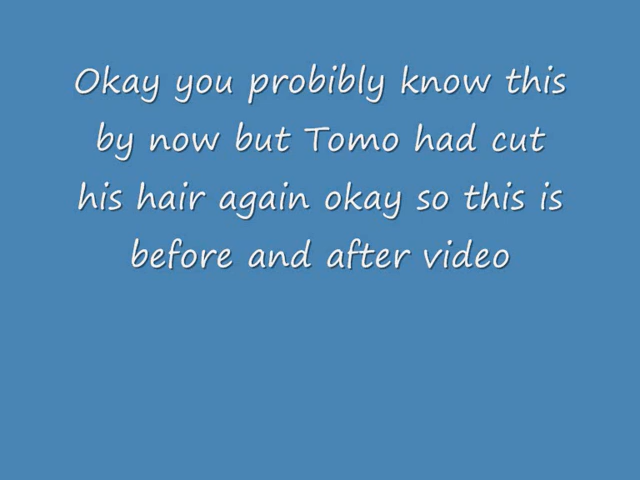 Okay you probibly know this
by now but Tomo had cut
his hair again okay so this is
before and after video